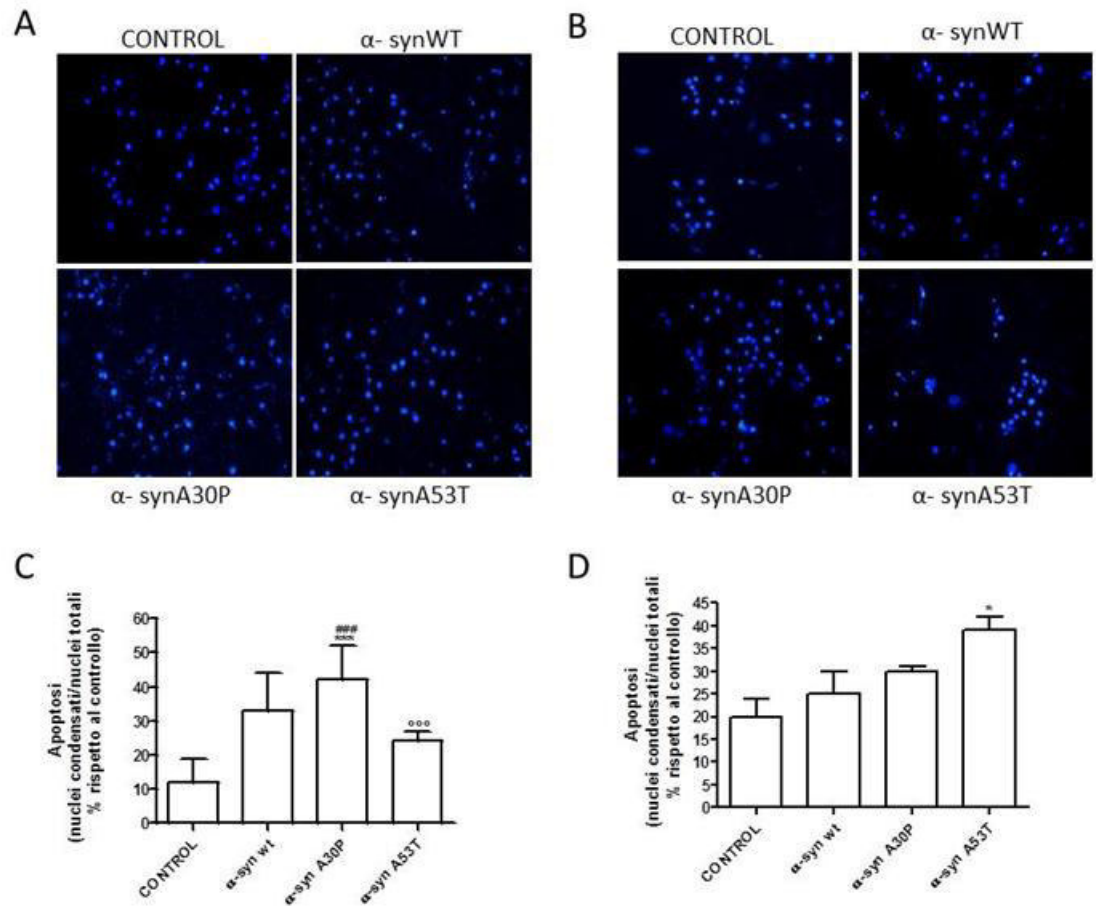 A
CONTROL
α- synWT
α- synA30P
α- synA53T
B
CONTROL
α- synWT
α- synA30P
α- synA53T
C
Apoptosi
(nuclei condensati/nuclei totali
% rispetto al controllo)
60
50
40
30
20
10
0
###
***
°°°
CONTROL
α-syn wt
α-syn A30P
α-syn A53T
D
Apoptosi
(nuclei condensati/nuclei totali
% rispetto al controllo)
45
40
35
30
25
20
15
10
5
0
*
CONTROL
α-syn wt
α-syn A30P
α-syn A53T